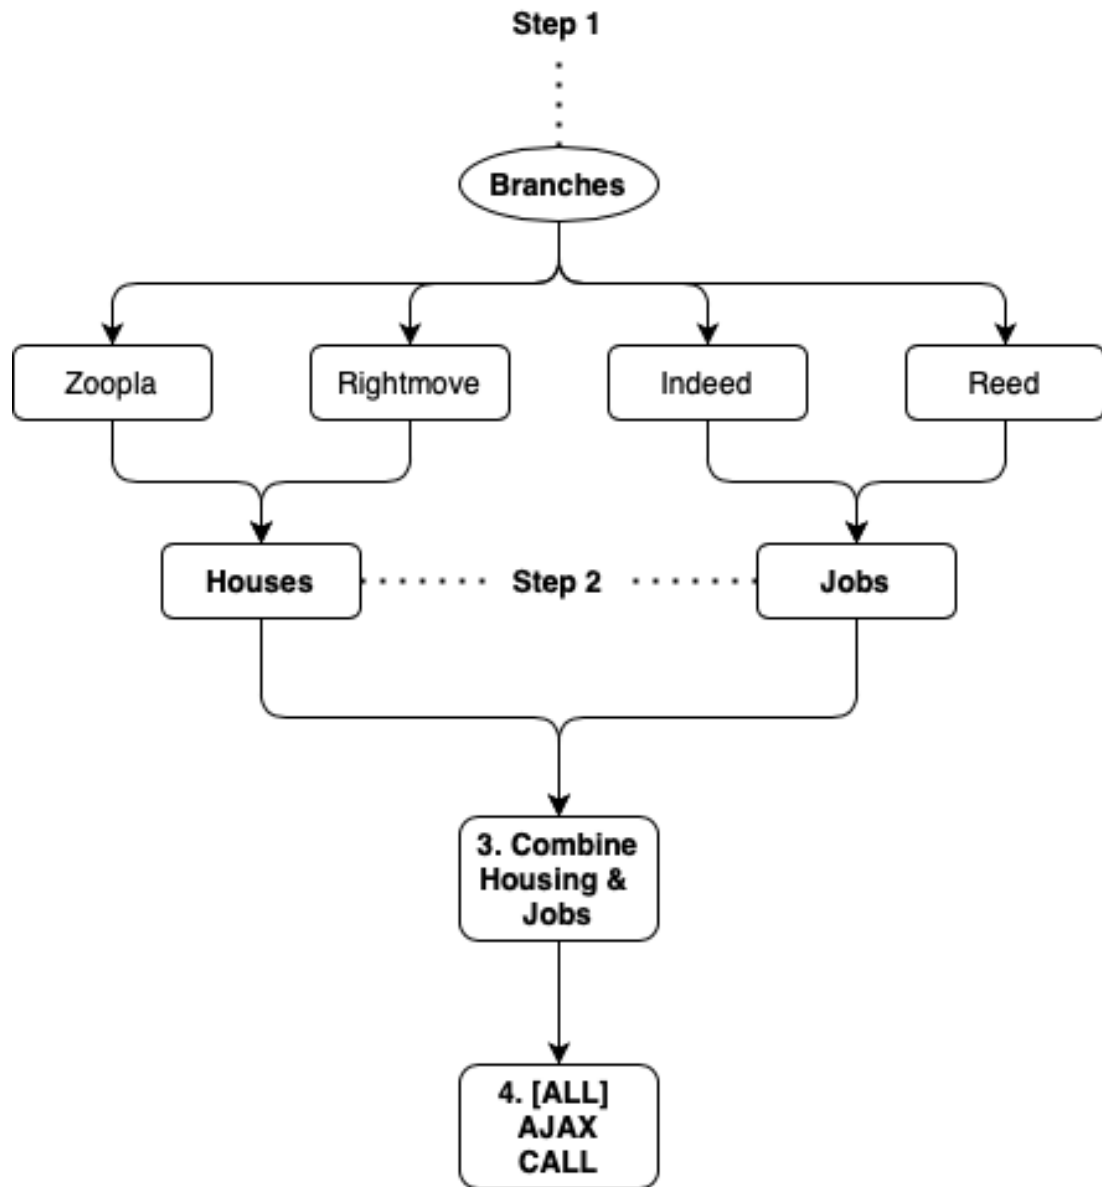 Step 1
Branches
Zoopla
Rightmove
Indeed
Reed
Houses
Step 2
Jobs
3. Combine
Housing &
Jobs
4. [ALL]
AJAX
CALL